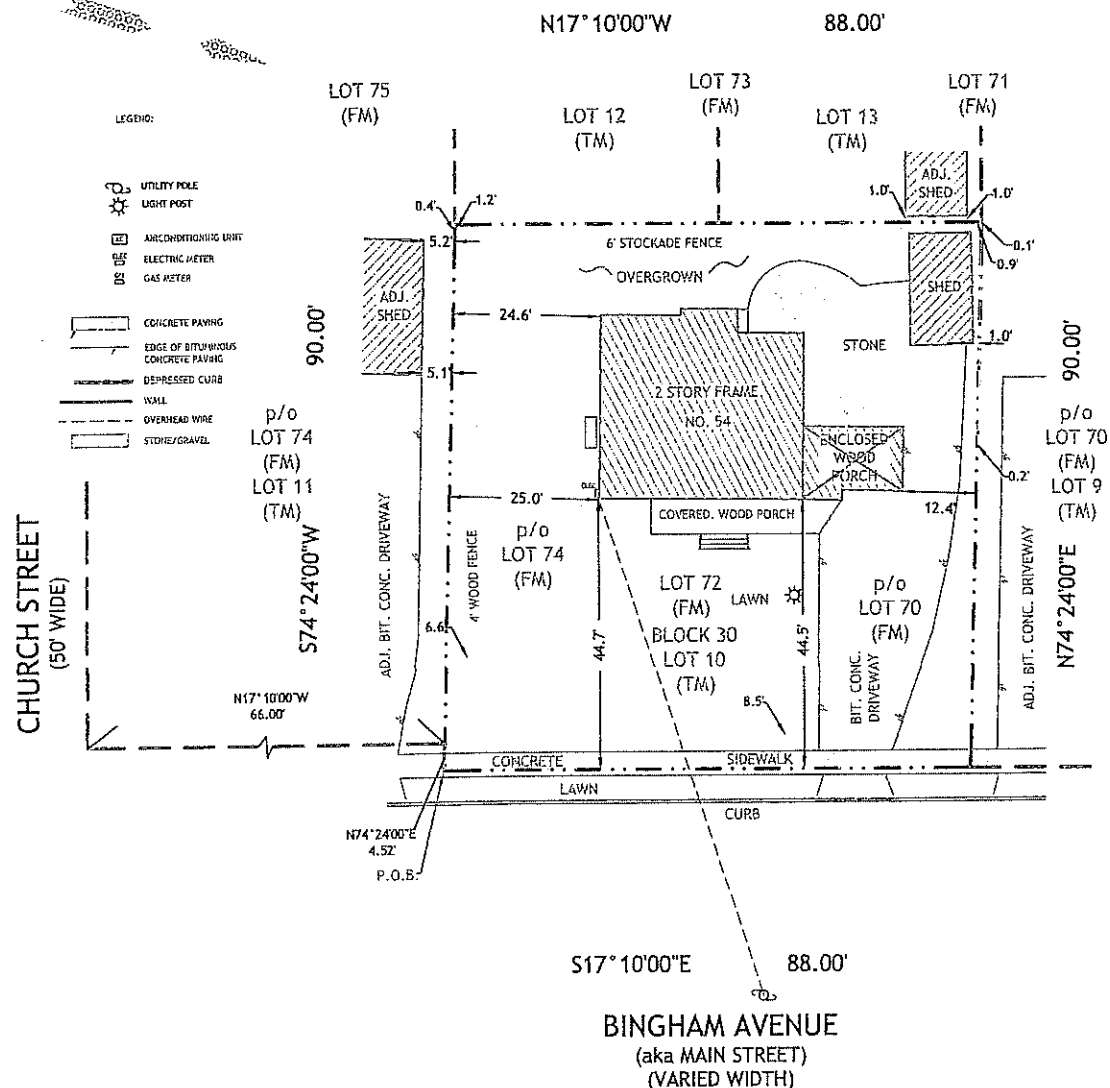 N17°10'00"W 88.00'
LOT 75
(FM)
LOT 73
(FM)
LOT 71
(FM)
LOT 12
(TM)
LOT 13
(TM)
LEGEND:
UTILITY POLE
LIGHT POST
AC
AIRCONDITIONING UNIT
ELEC
ELECTRIC METER
GAS METER
CONCRETE PAVING
EDGE OF BITUMINOUS
CONCRETE PAVING
DEPRESSED CURB
WALL
OVERHEAD WIRE
STONE/GRAVEL
ADJ.
SHED
1.0'
1.0'
0.4'
1.2'
0.1'
0.9'
5.2'
6' STOCKADE FENCE
OVERGROWN
ADJ.
SHED
SHED
24.6'
STONE
1.0'
90.00'
90.00'
5.1'
2 STORY FRAME
NO. 54
ENCLOSED
WOOD
PORCH
p/o
LOT 74
(FM)
LOT 11
(TM)
p/o
LOT 70
(FM)
LOT 9
(TM)
0.2'
25.0'
12.4'
COVERED. WOOD PORCH
p/o
LOT 74
(FM)
4' WOOD FENCE
LOT 72
(FM)
LAWN
BLOCK 30
LOT 10
(TM)
p/o
LOT 70
(FM)
CHURCH STREET
(50' WIDE)
S74°24'00"W
ADJ. BIT. CONC. DRIVEWAY
6.6'
44.7'
44.5'
8.5'
BIT. CONC.
DRIVEWAY
ADJ. BIT. CONC. DRIVEWAY
N74°24'00"E
N17°10'00"W
66.00'
CONCRETE SIDEWALK
LAWN
CURB
N74°24'00"E
4.52'
P.O.B.
S17°10'00"E 88.00'
BINGHAM AVENUE
(aka MAIN STREET)
(VARIED WIDTH)